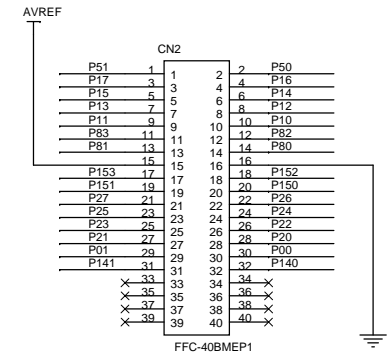 AVREF
CN2
P51 1 1 2 2 P50
P17 3 3 4 4 P16
P15 5 5 6 6 P14
P13 7 7 8 8 P12
P11 9 9 10 10 P10
P83 11 11 12 12 P82
P81 13 13 14 14 P80
15 15 16 16
P153 17 17 18 18 P152
P151 19 19 20 20 P150
P27 21 21 22 22 P26
P25 23 23 24 24 P24
P23 25 25 26 26 P22
P21 27 27 28 28 P20
P01 29 29 30 30 P00
P141 31 31 32 32 P140
33 33 34 34
35 35 36 36
37 37 38 38
39 39 40 40
FFC-40BMEP1